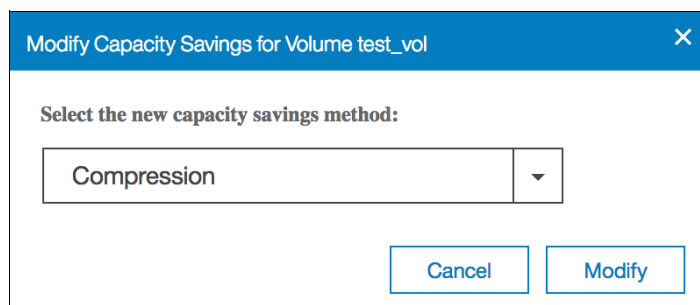 Modify Capacity Savings for Volume test_vol
Select the new capacity savings method:
Compression
Cancel Modify